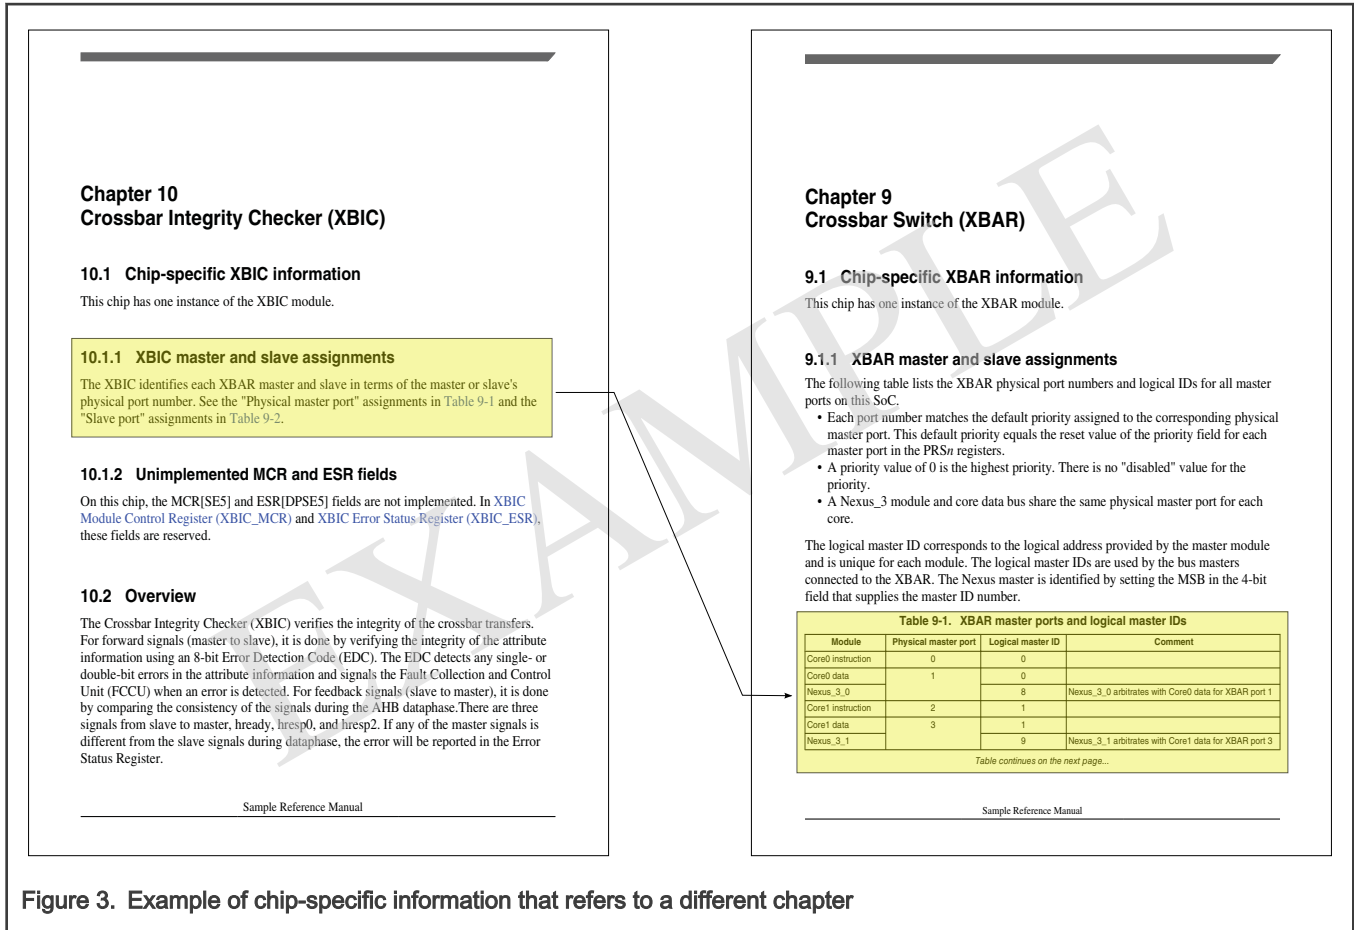 Chapter 10
Crossbar Integrity Checker (XBIC)
10.1 Chip-specific XBIC information
This chip has one instance of the XBIC module.
10.1.1 XBIC master and slave assignments
The XBIC identifies each XBAR master and slave in terms of the master or slave's
physical port number. See the "Physical master port" assignments in Table 9-1 and the
"Slave port" assignments in Table 9-2.
10.1.2 Unimplemented MCR and ESR fields
On this chip, the MCR[SE5] and ESR[DPSE5] fields are not implemented. In XBIC
Module Control Register (XBIC_MCR) and XBIC Error Status Register (XBIC_ESR),
these fields are reserved.
10.2 Overview
The Crossbar Integrity Checker (XBIC) verifies the integrity of the crossbar transfers.
For forward signals (master to slave), it is done by verifying the integrity of the attribute
information using an 8-bit Error Detection Code (EDC). The EDC detects any single- or
double-bit errors in the attribute information and signals the Fault Collection and Control
Unit (FCCU) when an error is detected. For feedback signals (slave to master), it is done
by comparing the consistency of the signals during the AHB dataphase.There are three
signals from slave to master, hready, hresp0, and hresp2. If any of the master signals is
different from the slave signals during dataphase, the error will be reported in the Error
Status Register.
Sample Reference Manual
Chapter 9
Crossbar Switch (XBAR)
9.1 Chip-specific XBAR information
This chip has one instance of the XBAR module.
9.1.1 XBAR master and slave assignments
The following table lists the XBAR physical port numbers and logical IDs for all master
ports on this SoC.
• Each port number matches the default priority assigned to the corresponding physical
master port. This default priority equals the reset value of the priority field for each
master port in the PRSn registers.
• A priority value of 0 is the highest priority. There is no "disabled" value for the
priority.
• A Nexus_3 module and core data bus share the same physical master port for each
core.
The logical master ID corresponds to the logical address provided by the master module
and is unique for each module. The logical master IDs are used by the bus masters
connected to the XBAR. The Nexus master is identified by setting the MSB in the 4-bit
field that supplies the master ID number.
Table 9-1. XBAR master ports and logical master IDs
Module Physical master port Logical master ID Comment
Core0 instruction 0 0
Core0 data 1 0
Nexus_3_0 8 Nexus_3_0 arbitrates with Core0 data for XBAR port 1
Core1 instruction 2 1
Core1 data 3 1
Nexus_3_1 9 Nexus_3_1 arbitrates with Core1 data for XBAR port 3
Table continues on the next page...
Sample Reference Manual
EXAMPLE
Figure 3. Example of chip-specific information that refers to a different chapter